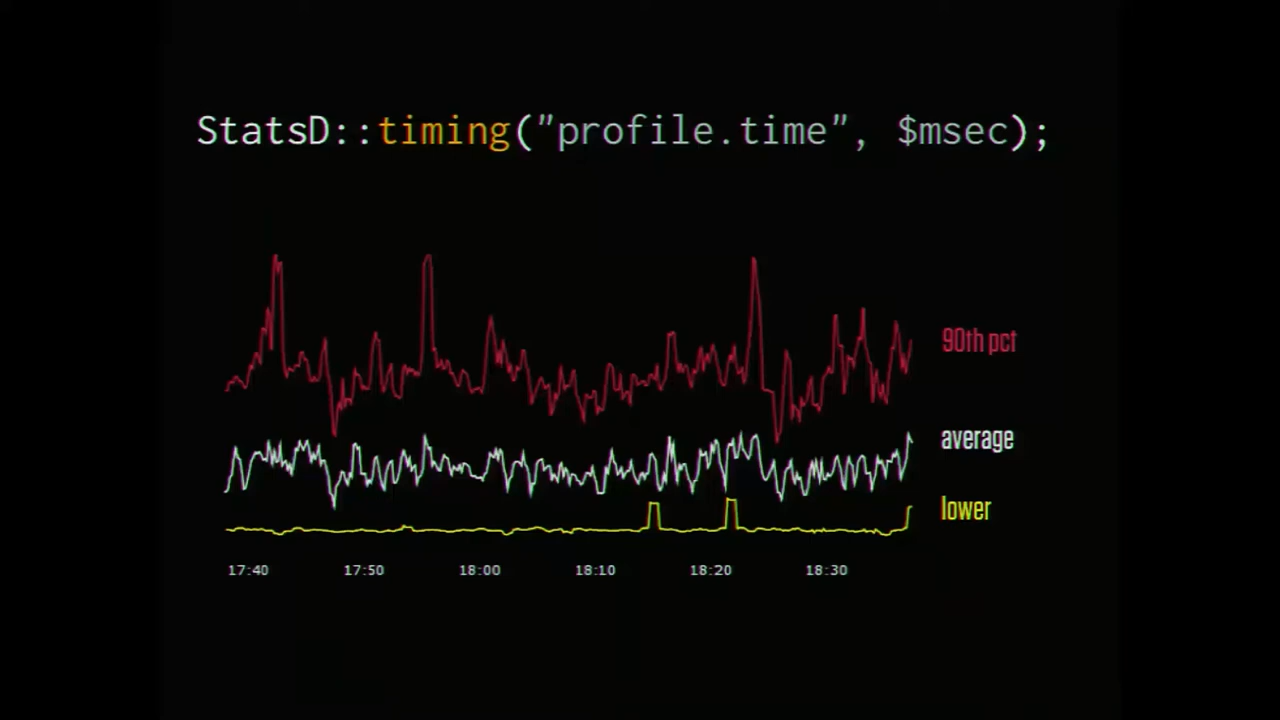 StatsD::timing("profile.time", $msec);
90th pct
average
lower
17:40 17:50 18:00 18:10 18:20 18:30